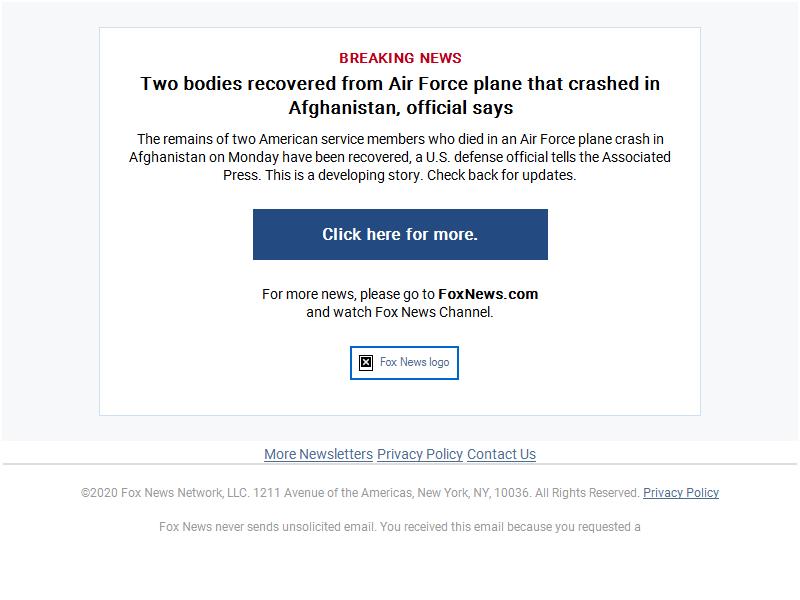 BREAKING NEWS
Two bodies recovered from Air Force plane that crashed in
Afghanistan, official says
The remains of two American service members who died in an Air Force plane crash in
Afghanistan on Monday have been recovered, a U.S. defense official tells the Associated
Press. This is a developing story. Check back for updates.
Click here for more.
For more news, please go to FoxNews.com
and watch Fox News Channel.
Fox News logo
More Newsletters Privacy Policy Contact Us
©2020 Fox News Network, LLC. 1211 Avenue of the Americas, New York, NY, 10036. All Rights Reserved. Privacy Policy
Fox News never sends unsolicited email. You received this email because you requested a